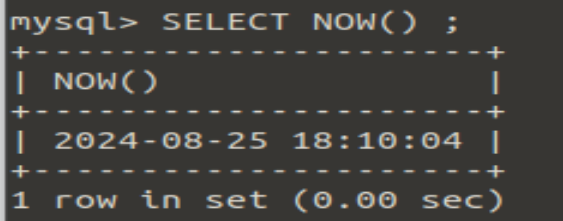 mysql> SELECT NOW() ;
+---------------------+
| NOW()               |
+---------------------+
| 2024-08-25 18:10:04 |
+---------------------+
1 row in set (0.00 sec)